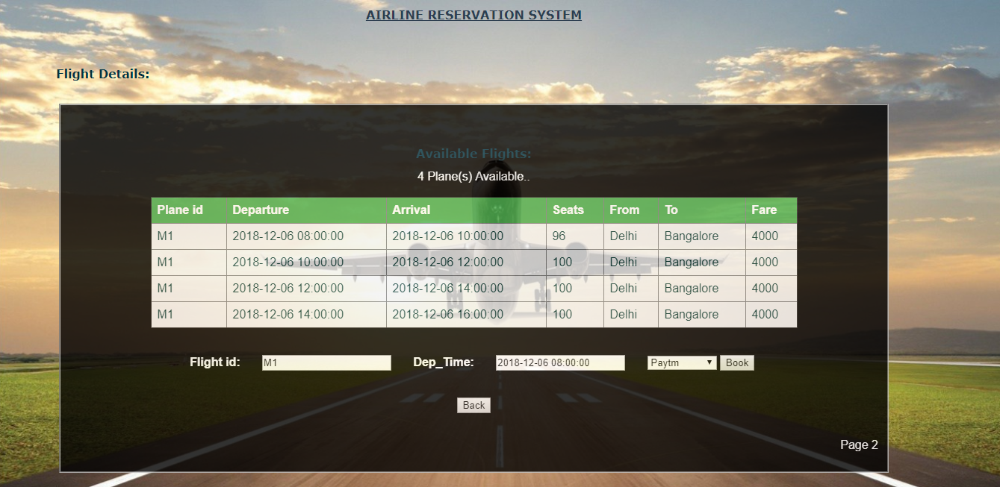 AIRLINE RESERVATION SYSTEM
Flight Details:
Available Flights:
4 Plane(s) Available..
Plane id Departure Arrival Seats From To Fare
M1 2018-12-06 08:00:00 2018-12-06 10:00:00 96 Delhi Bangalore 4000
M1 2018-12-06 10:00:00 2018-12-06 12:00:00 100 Delhi Bangalore 4000
M1 2018-12-06 12:00:00 2018-12-06 14:00:00 100 Delhi Bangalore 4000
M1 2018-12-06 14:00:00 2018-12-06 16:00:00 100 Delhi Bangalore 4000
Flight id: M1 Dep_Time: 2018-12-06 08:00:00 Paytm Book
Back
Page 2